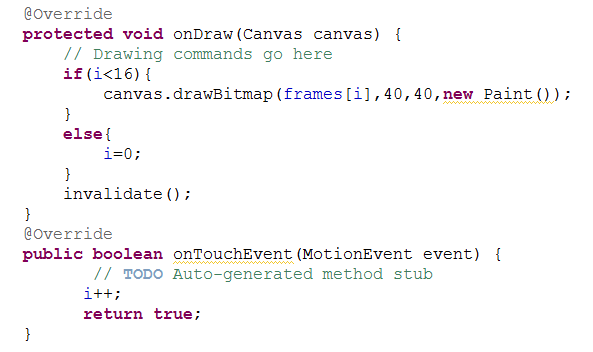 @Override
protected void onDraw(Canvas canvas) {
    // Drawing commands go here
    if(i<16){
        canvas.drawBitmap(frames[i],40,40,new Paint());
    }
    else{
        i=0;
    }
    invalidate();
}
@Override
public boolean onTouchEvent(MotionEvent event) {
       // TODO Auto-generated method stub
      i++;
      return true;
}